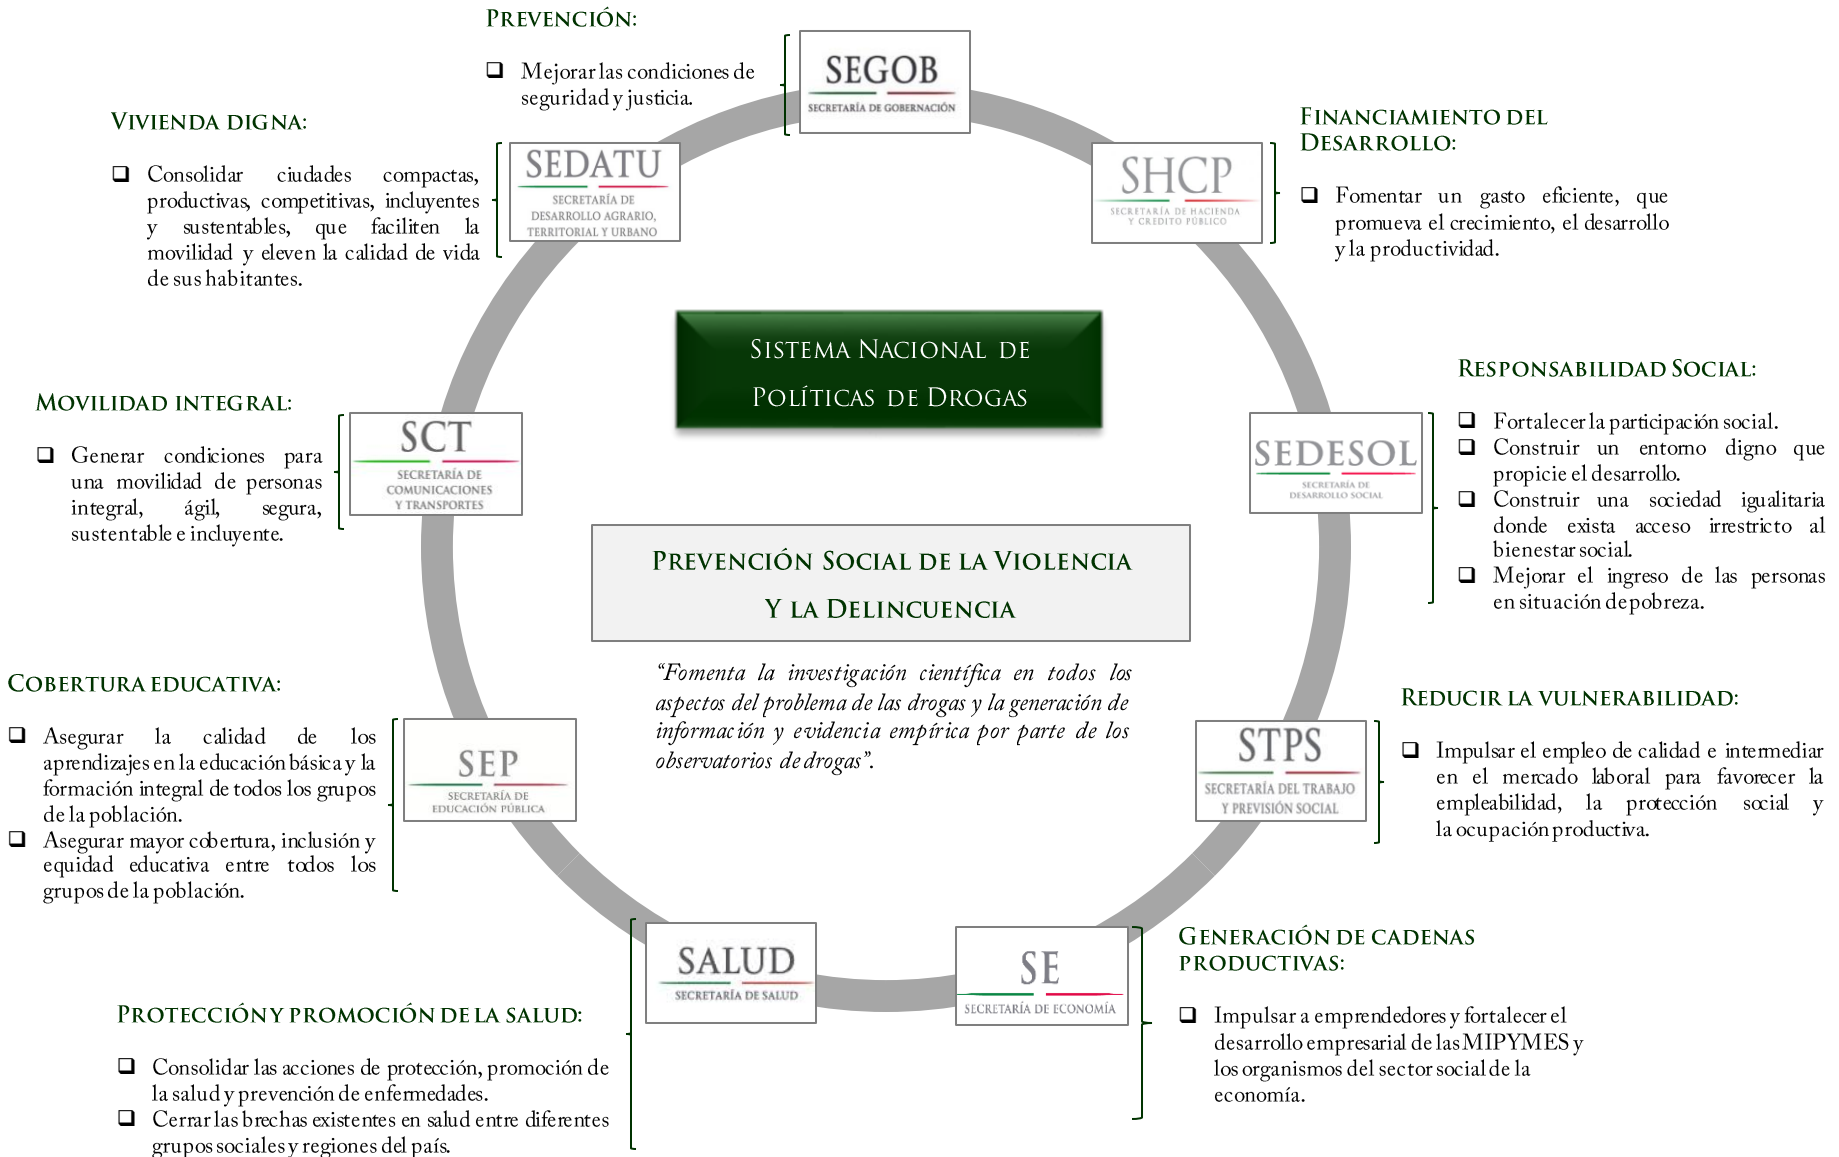 PREVENCIÓN:
❑ Mejorar las condiciones de
seguridad y justicia.
SEGOB
SECRETARÍA DE GOBERNACIÓN
VIVIENDA DIGNA:
❑ Consolidar ciudades compactas,
productivas, competitivas, incluyentes
y sustentables, que faciliten la
movilidad y eleven la calidad de vida
de sus habitantes.
SEDATU
SECRETARÍA DE
DESARROLLO AGRARIO,
TERRITORIAL Y URBANO
SHCP
SECRETARÍA DE HACIENDA
Y CRÉDITO PÚBLICO
FINANCIAMIENTO DEL
DESARROLLO:
❑ Fomentar un gasto eficiente, que
promueva el crecimiento, el desarrollo
y la productividad.
SISTEMA NACIONAL DE
POLÍTICAS DE DROGAS
MOVILIDAD INTEGRAL:
❑ Generar condiciones para
una movilidad de personas
integral, ágil, segura,
sustentable e incluyente.
SCT
SECRETARÍA DE
COMUNICACIONES
Y TRANSPORTES
SEDESOL
SECRETARÍA DE
DESARROLLO SOCIAL
RESPONSABILIDAD SOCIAL:
❑ Fortalecer la participación social.
❑ Construir un entorno digno que
propicie el desarrollo.
❑ Construir una sociedad igualitaria
donde exista acceso irrestricto al
bienestar social.
❑ Mejorar el ingreso de las personas
en situación de pobreza.
PREVENCIÓN SOCIAL DE LA VIOLENCIA
Y LA DELINCUENCIA
“Fomenta la investigación científica en todos los
aspectos del problema de las drogas y la generación de
información y evidencia empírica por parte de los
observatorios de drogas”.
COBERTURA EDUCATIVA:
❑ Asegurar la calidad de los
aprendizajes en la educación básica y la
formación integral de todos los grupos
de la población.
❑ Asegurar mayor cobertura, inclusión y
equidad educativa entre todos los
grupos de la población.
SEP
SECRETARÍA DE
EDUCACIÓN PÚBLICA
STPS
SECRETARÍA DEL TRABAJO
Y PREVISIÓN SOCIAL
REDUCIR LA VULNERABILIDAD:
❑ Impulsar el empleo de calidad e intermediar
en el mercado laboral para favorecer la
empleabilidad, la protección social y
la ocupación productiva.
PROTECCIÓN Y PROMOCIÓN DE LA SALUD:
❑ Consolidar las acciones de protección, promoción de
la salud y prevención de enfermedades.
❑ Cerrar las brechas existentes en salud entre diferentes
grupos sociales y regiones del país.
SALUD
SECRETARÍA DE SALUD
SE
SECRETARÍA DE ECONOMÍA
GENERACIÓN DE CADENAS
PRODUCTIVAS:
❑ Impulsar a emprendedores y fortalecer el
desarrollo empresarial de las MIPYMES y
los organismos del sector social de la
economía.